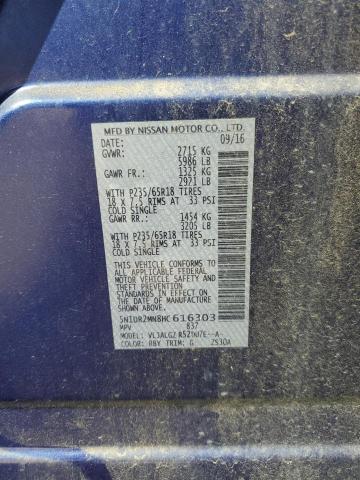 MFD BY NISSAN MOTOR CO., LTD.
DATE: 09/16
GVWR: 2715 KG
5986 LB
GAWR FR.: 1325 KG
2921 LB
WITH P235/65R18 TIRES
18 X 7.5 RIMS AT 33 PSI
COLD SINGLE
1454 KG
3205 LB
WITH P235/65R18 TIRES
18 X 7.5 RIMS AT 33 PSI
COLD SINGLE
THIS VEHICLE CONFORMS TO
ALL APPLICABLE FEDERAL
MOTOR VEHICLE SAFETY
AND THEFT PREVENTION
STANDARDS IN EFFECT ON
THE DATE OF MANUFACTURE
SHOWN ABOVE.
5N1DR2MN8HC616303
MPV 837
MODEL:
COLOR: RBY TRIM: G ZS30A